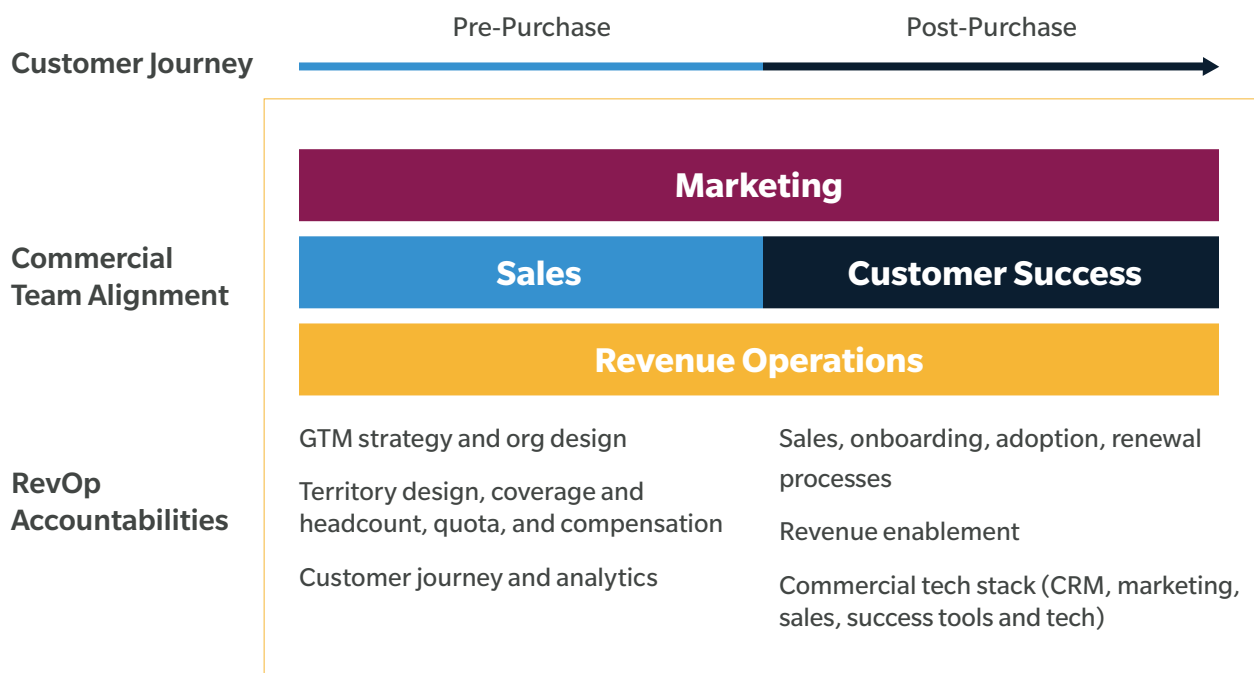 Pre-Purchase
Post-Purchase
Customer Journey
Marketing
Commercial
Team Alignment
Sales
Customer Success
Revenue Operations
RevOp
Accountabilities
GTM strategy and org design
Territory design, coverage and
headcount, quota, and compensation
Customer journey and analytics
Sales, onboarding, adoption, renewal
processes
Revenue enablement
Commercial tech stack (CRM, marketing,
sales, success tools and tech)